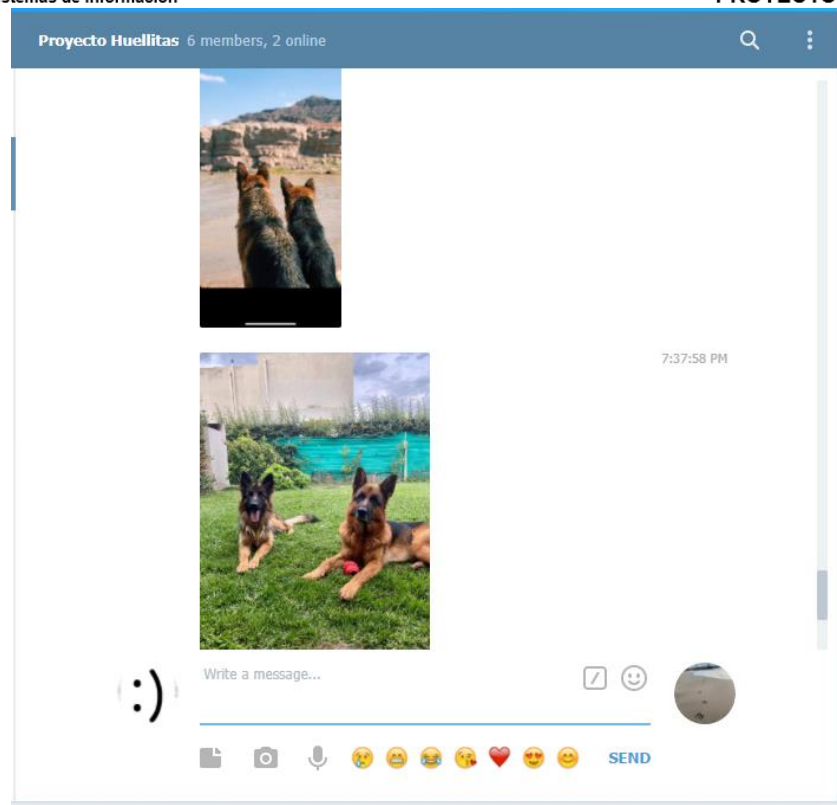 Proyecto Huellitas 6 members, 2 online
7:37:58 PM
Write a message...
:)
SEND